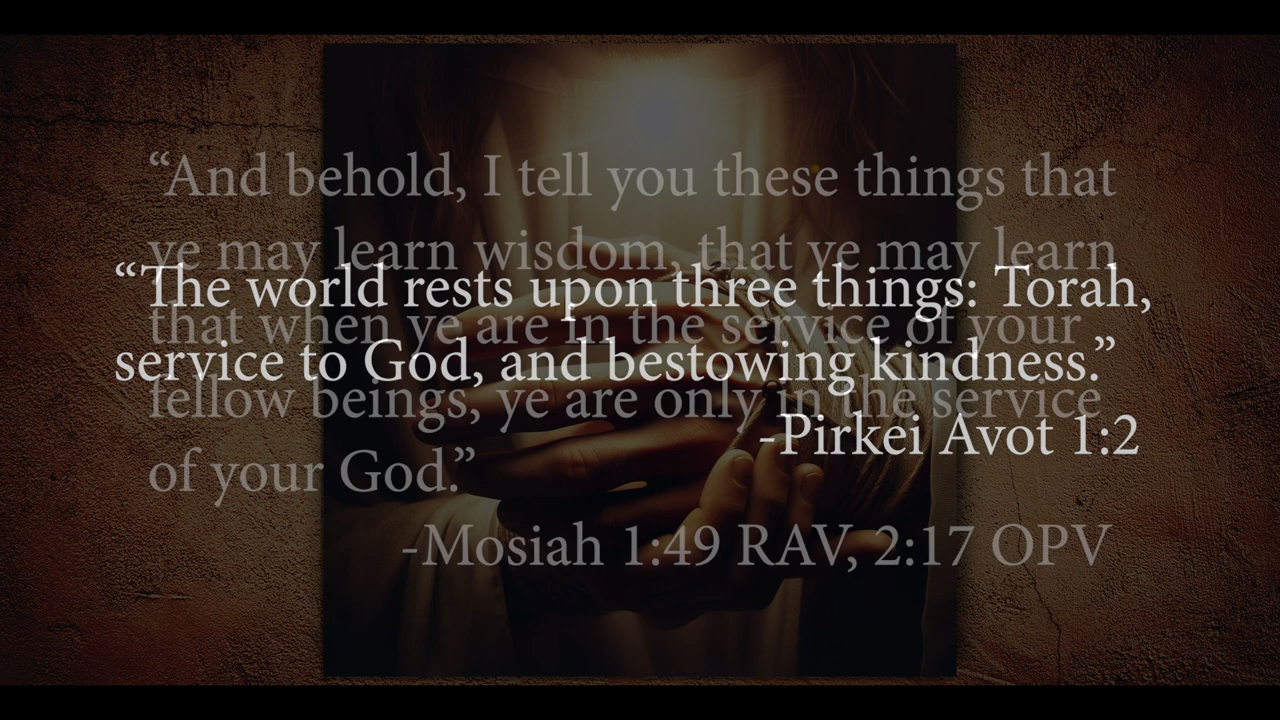 “And behold, I tell you these things that
ye may learn wisdom, that ye may learn
that when ye are in the service of your
fellow beings, ye are only in the service
of your God.”
-Mosiah 1:49 RAV, 2:17 OPV
“The world rests upon three things: Torah,
service to God, and bestowing kindness.”
-Pirkei Avot 1:2